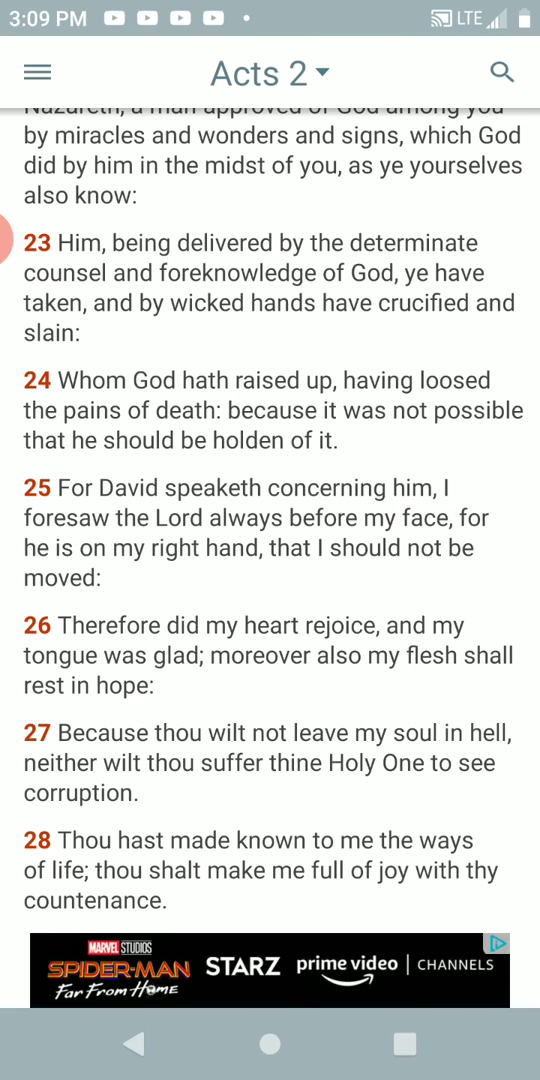 3:09 PM LTE
Acts 2
Nazareth, a man approved of God among you
by miracles and wonders and signs, which God
did by him in the midst of you, as ye yourselves
also know:
23 Him, being delivered by the determinate
counsel and foreknowledge of God, ye have
taken, and by wicked hands have crucified and
slain:
24 Whom God hath raised up, having loosed
the pains of death: because it was not possible
that he should be holden of it.
25 For David speaketh concerning him, I
foresaw the Lord always before my face, for
he is on my right hand, that I should not be
moved:
26 Therefore did my heart rejoice, and my
tongue was glad; moreover also my flesh shall
rest in hope:
27 Because thou wilt not leave my soul in hell,
neither wilt thou suffer thine Holy One to see
corruption.
28 Thou hast made known to me the ways
of life; thou shalt make me full of joy with thy
countenance.
MARVEL STUDIOS
SPIDER-MAN
Far From Home
STARZ prime video | CHANNELS